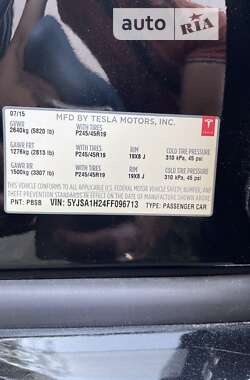 auto RIA
07/15
MFD BY TESLA MOTORS, INC.
GVWR WITH TIRES
2640kg (5820 lb) P245/45R19
GAWR FRT WITH TIRES RIM COLD TIRE PRESSURE
1276kg (2813 lb) P245/45R19 19X8 J 310 kPa, 45 psi
GAWR RR WITH TIRES RIM COLD TIRE PRESSURE
1500kg (3307 lb) P245/45R19 19X8 J 310 kPa, 45 psi
THIS VEHICLE CONFORMS TO ALL APPLICABLE U.S. FEDERAL MOTOR VEHICLE
SAFETY, BUMPER, AND THEFT PREVENTION STANDARDS IN EFFECT ON THE
DATE OF MANUFACTURE SHOWN ABOVE.
PNT: PBSB VIN: 5YJSA1H24FF096713 TYPE: PASSENGER CAR